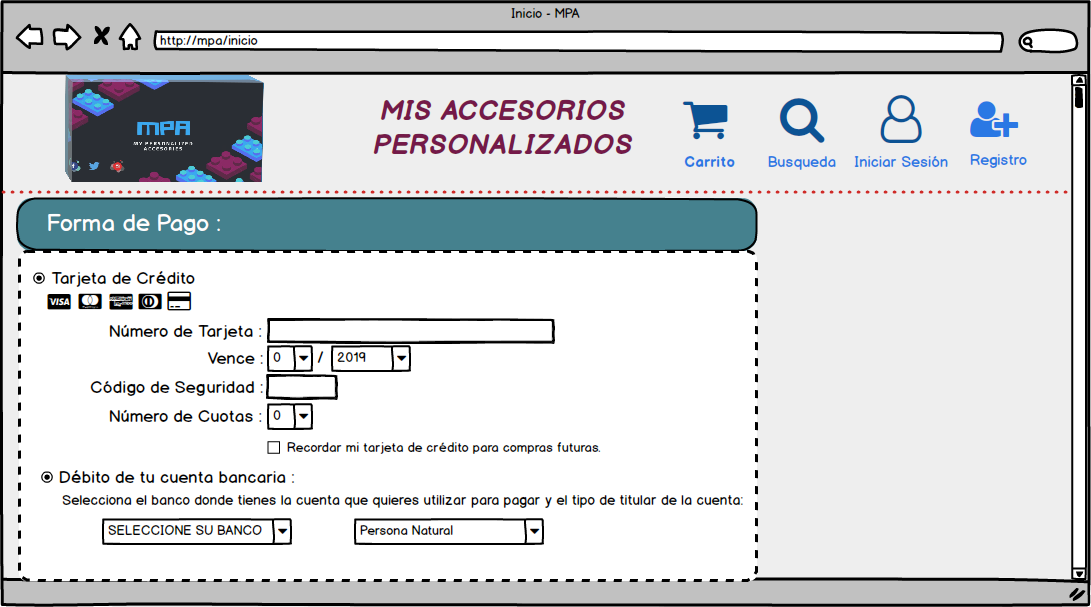 Inicio - MPA
http://mpa/inicio
MPA
MY PERSONALIZED
ACCESORIES
MIS ACCESORIOS
PERSONALIZADOS
Carrito
Busqueda
Iniciar Sesión
Registro
Forma de Pago :
Tarjeta de Crédito
VISA
Número de Tarjeta :
Vence : 0 / 2019
Código de Seguridad :
Número de Cuotas : 0
Recordar mi tarjeta de crédito para compras futuras.
Débito de tu cuenta bancaria :
Selecciona el banco donde tienes la cuenta que quieres utilizar para pagar y el tipo de titular de la cuenta:
SELECCIONE SU BANCO
Persona Natural